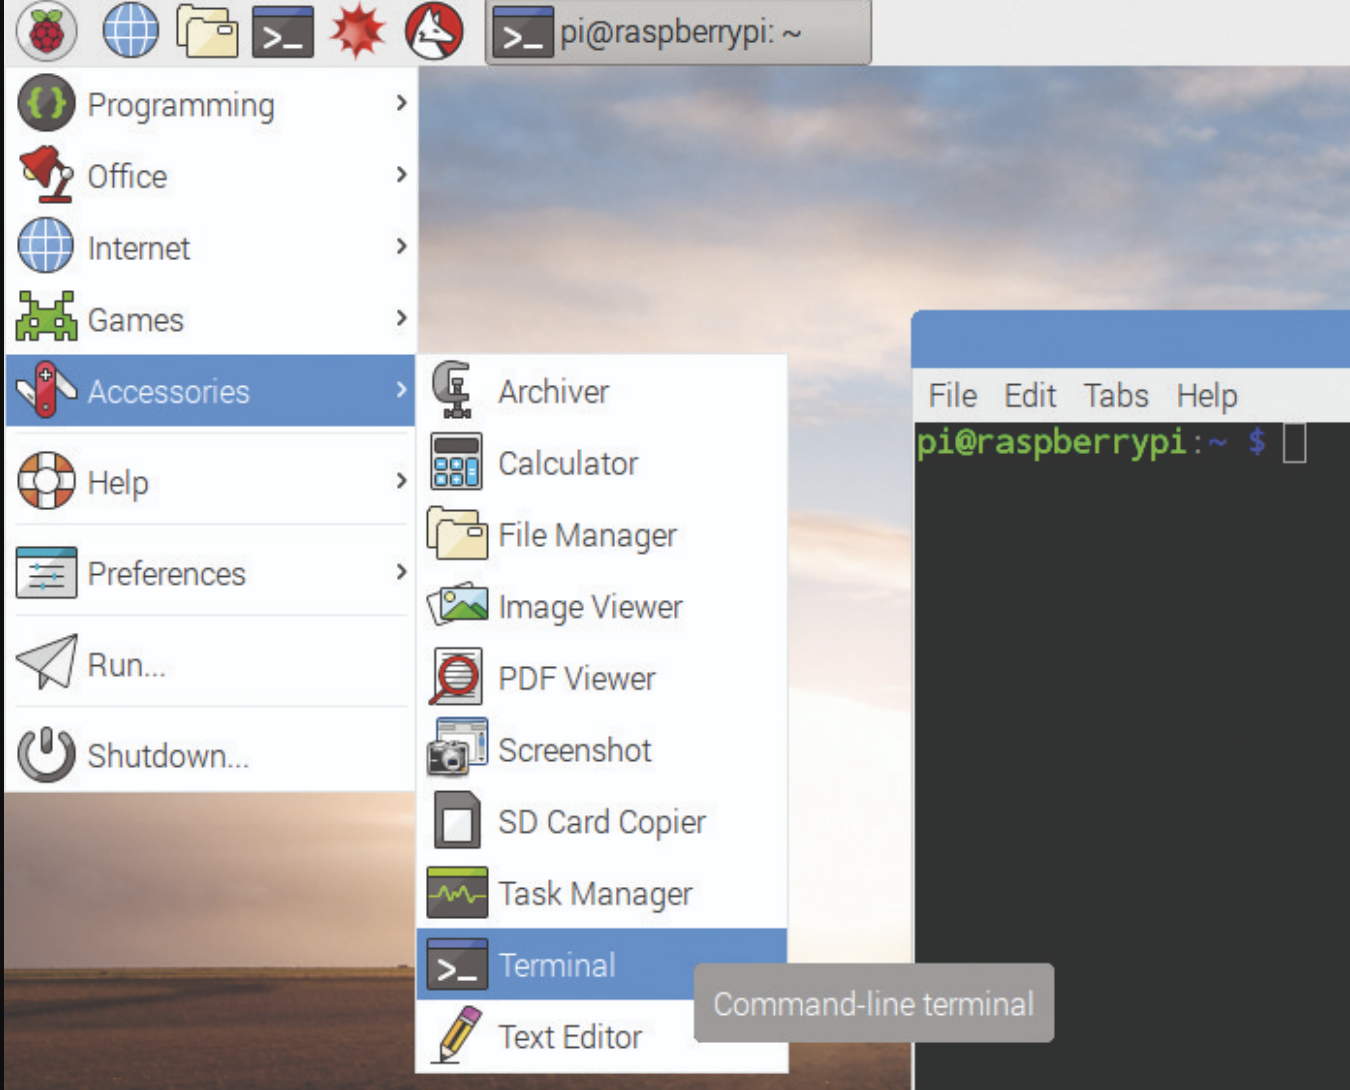 pi@raspberrypi: ~
Programming
Office
Internet
Games
Accessories
Help
Preferences
Run...
Shutdown...
Archiver
Calculator
File Manager
Image Viewer
PDF Viewer
Screenshot
SD Card Copier
Task Manager
Terminal
Text Editor
Command-line terminal
File Edit Tabs Help
pi@raspberrypi:~ $